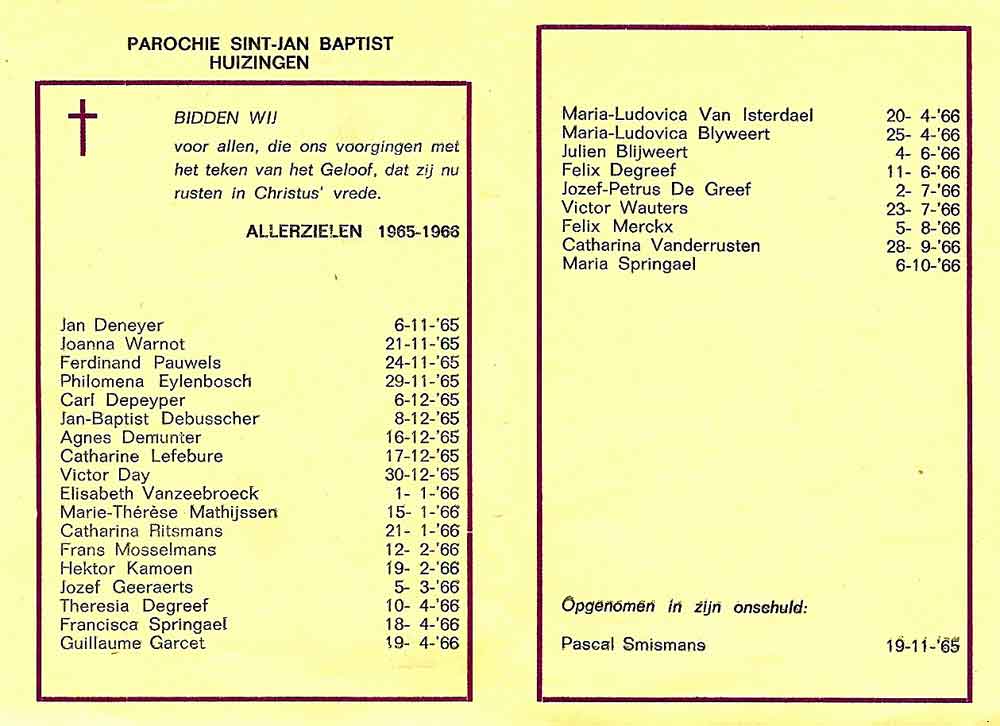 PAROCHIE SINT-JAN BAPTIST
HUIZINGEN
BIDDEN WIJ
voor allen, die ons voorgingen met
het teken van het Geloof, dat zij nu
rusten in Christus' vrede.
ALLERZIELEN 1965-1966
Jan Deneyer 6-11-'65
Joanna Warnot 21-11-'65
Ferdinand Pauwels 24-11-'65
Philomena Eylenbosch 29-11-'65
Carl Depeyper 6-12-'65
Jan-Baptist Debusscher 8-12-'65
Agnes Demunter 16-12-'65
Catharine Lefebure 17-12-'65
Victor Day 30-12-'65
Elisabeth Vanzeebroeck 1- 1-'66
Marie-Thérèse Mathijssen 15- 1-'66
Catharina Ritsmans 21- 1-'66
Frans Mosselmans 12- 2-'66
Hektor Kamoen 19- 2-'66
Jozef Geeraerts 5- 3-'66
Theresia Degreef 10- 4-'66
Francisca Springael 18- 4-'66
Guillaume Garcet 19- 4-'66
Maria-Ludovica Van Isterdael 20- 4-'66
Maria-Ludovica Blyweert 25- 4-'66
Julien Blijweert 4- 6-'66
Felix Degreef 11- 6-'66
Jozef-Petrus De Greef 2- 7-'66
Victor Wauters 23- 7-'66
Felix Merckx 5- 8-'66
Catharina Vanderrusten 28- 9-'66
Maria Springael 6-10-'66
Opgenomen in zijn onschuld:
Pascal Smismans 19-11-'65